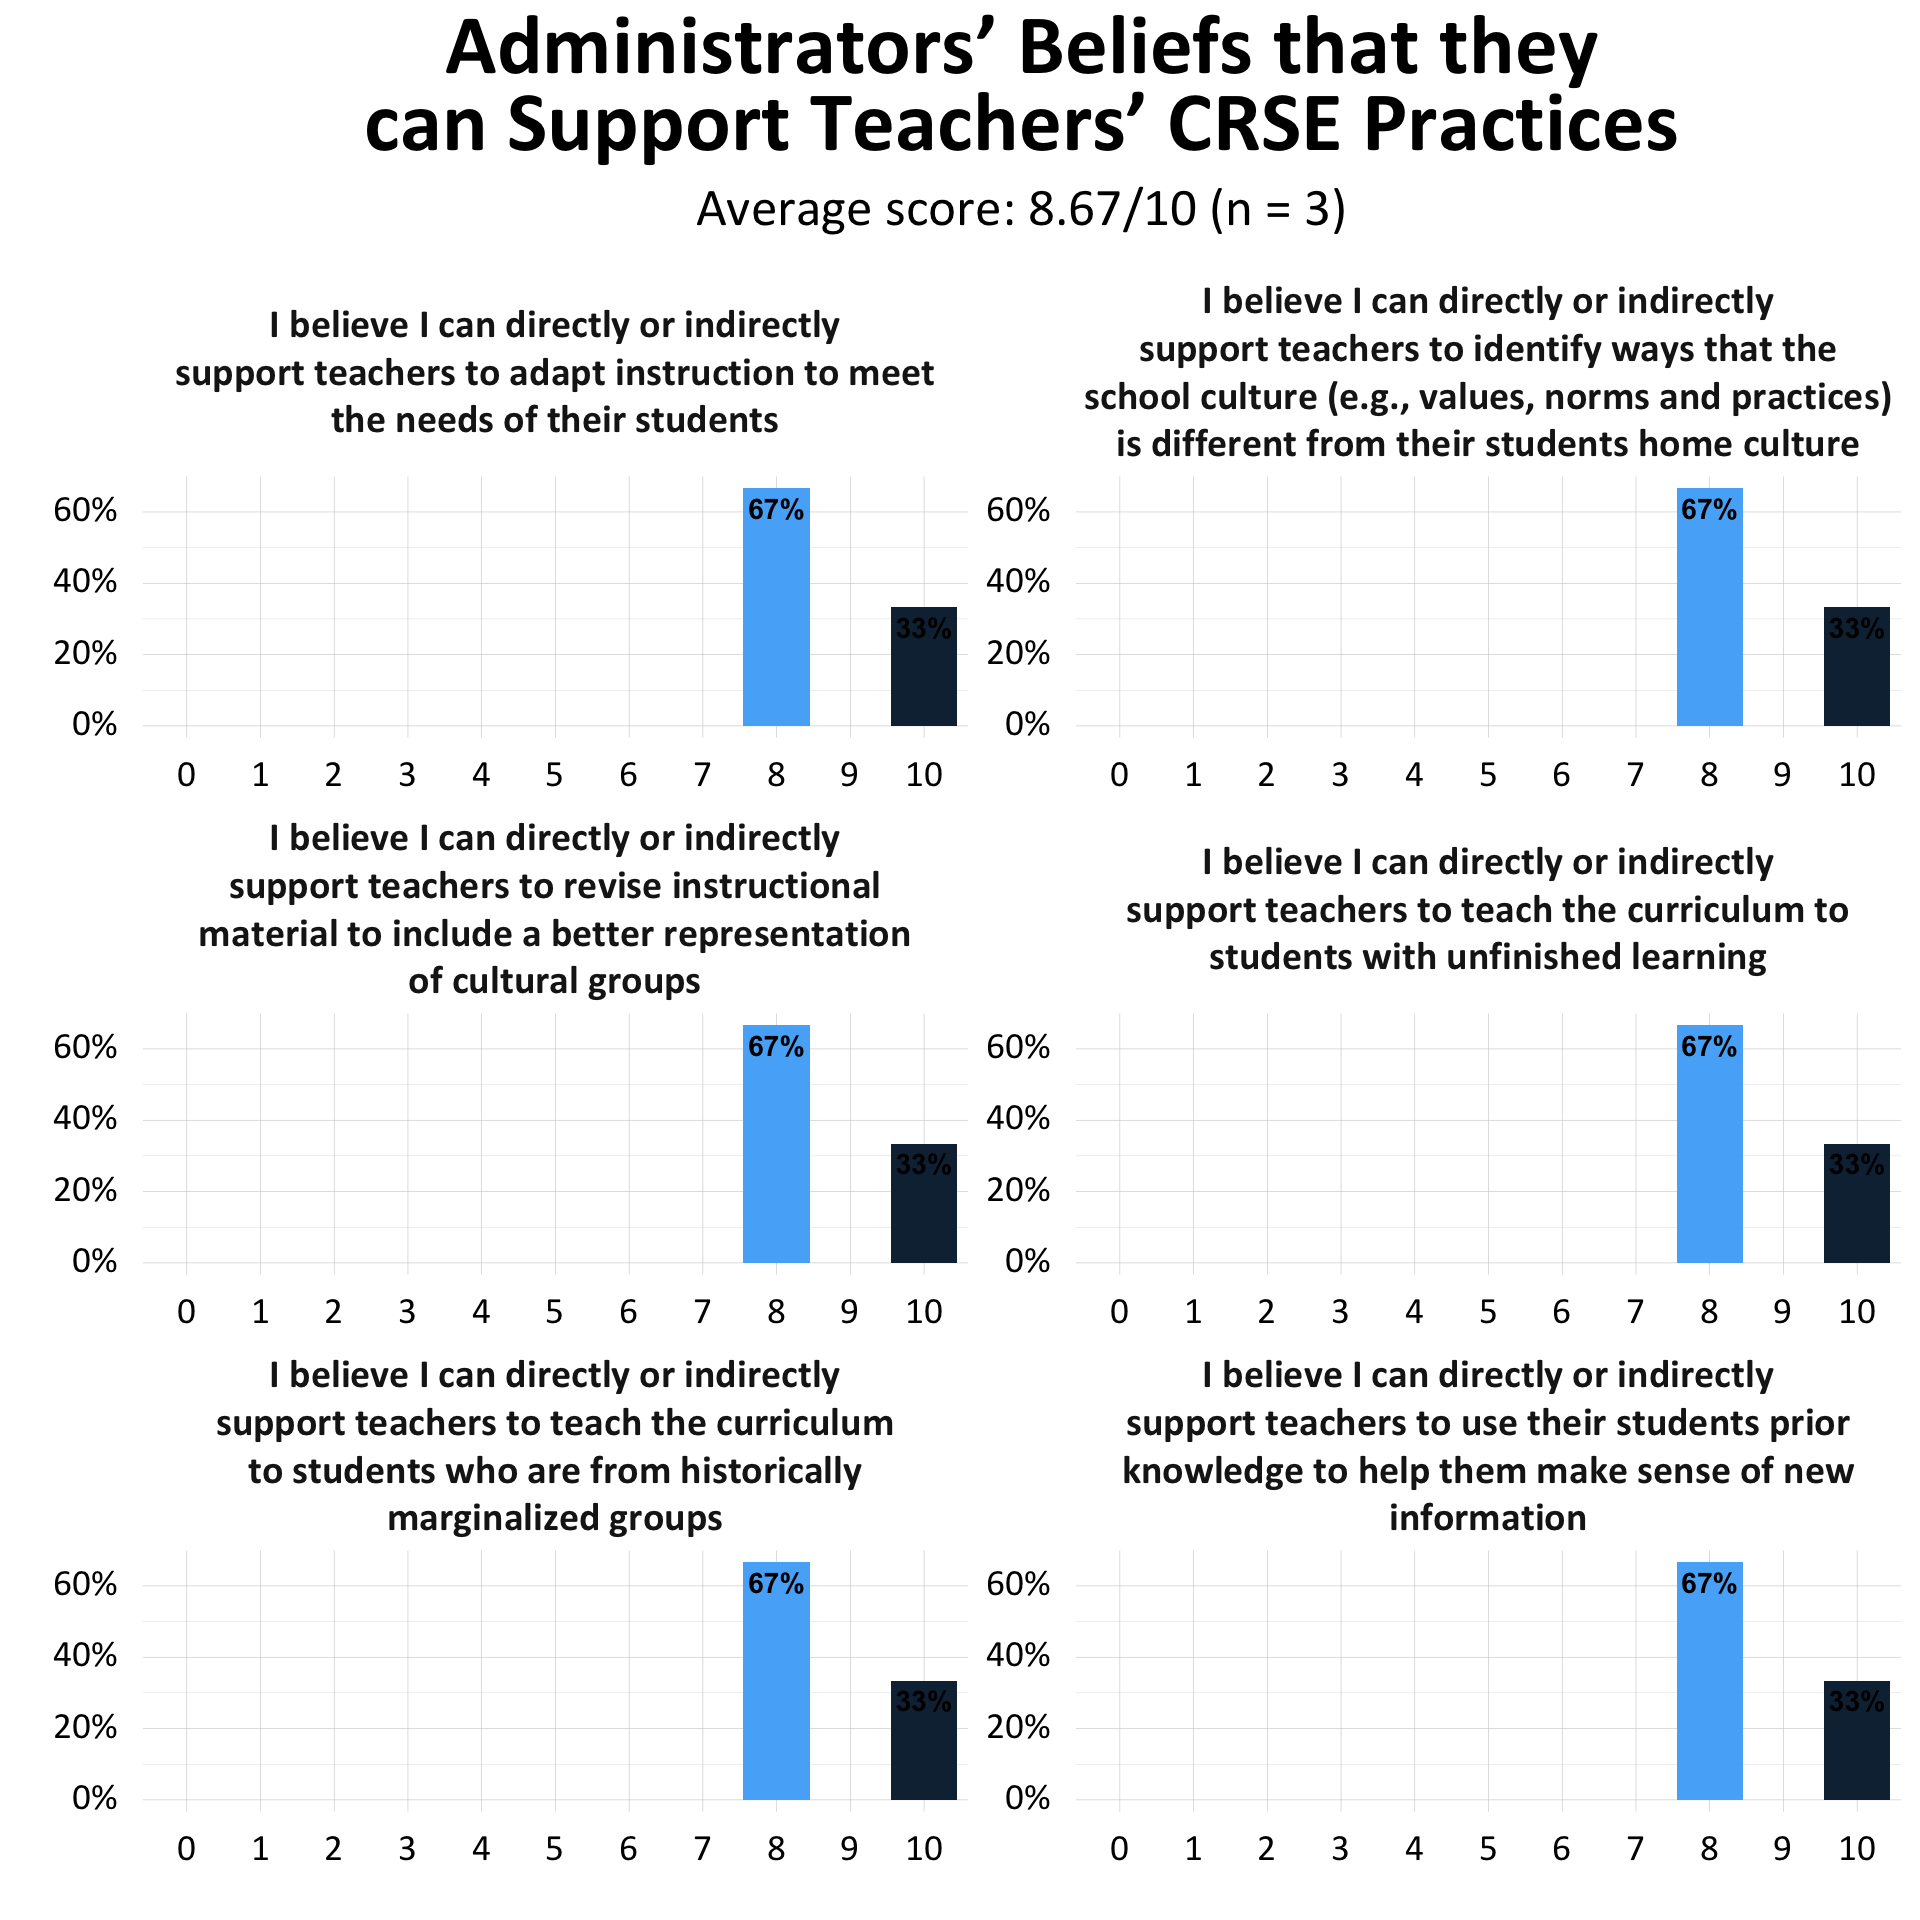 Administrators’ Beliefs that they
can Support Teachers’ CRSE Practices
Average score: 8.67/10 (n = 3)
I believe I can directly or indirectly
support teachers to adapt instruction to meet
the needs of their students
60%
40%
20%
0%
67%
33%
0 1 2 3 4 5 6 7 8 9 10
I believe I can directly or indirectly
support teachers to identify ways that the
school culture (e.g., values, norms and practices)
is different from their students home culture
60%
40%
20%
0%
67%
33%
0 1 2 3 4 5 6 7 8 9 10
I believe I can directly or indirectly
support teachers to revise instructional
material to include a better representation
of cultural groups
60%
40%
20%
0%
67%
33%
0 1 2 3 4 5 6 7 8 9 10
I believe I can directly or indirectly
support teachers to teach the curriculum to
students with unfinished learning
60%
40%
20%
0%
67%
33%
0 1 2 3 4 5 6 7 8 9 10
I believe I can directly or indirectly
support teachers to teach the curriculum
to students who are from historically
marginalized groups
60%
40%
20%
0%
67%
33%
0 1 2 3 4 5 6 7 8 9 10
I believe I can directly or indirectly
support teachers to use their students prior
knowledge to help them make sense of new
information
60%
40%
20%
0%
67%
33%
0 1 2 3 4 5 6 7 8 9 10